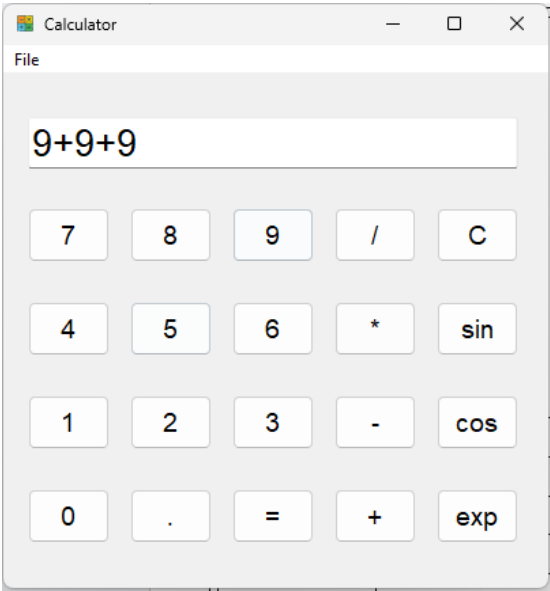 Calculator
File
9+9+9
7 8 9 / C
4 5 6 * sin
1 2 3 - cos
0 . = + exp